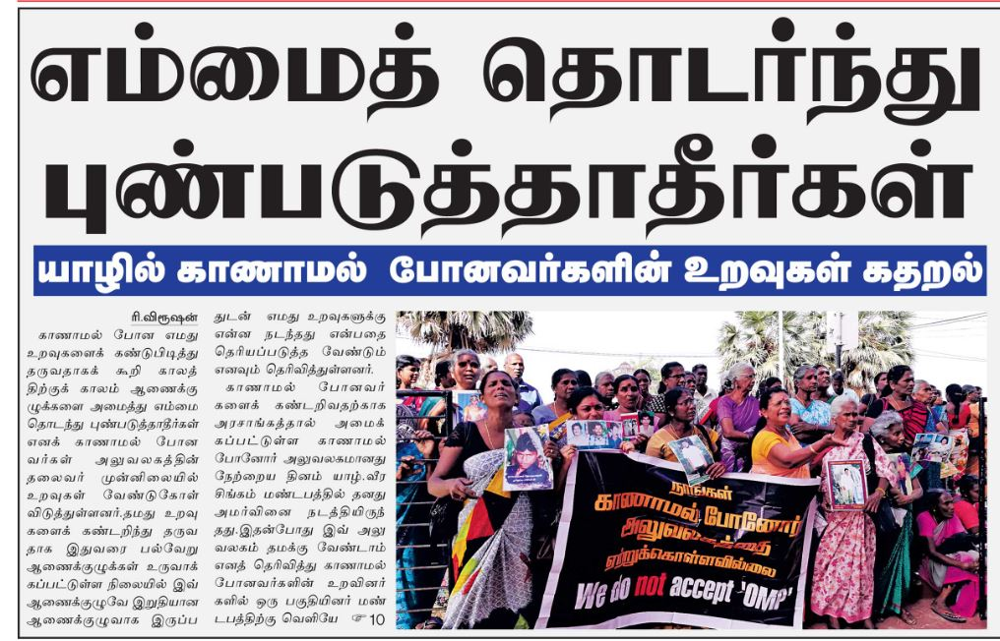 எம்மைத் தொடர்ந்து
புண்படுத்தாதீர்கள்
யாழில் காணாமல் போனவர்களின் உறவுகள் கதறல்
ரி.விரூஷன்
காணாமல் போன எமது
உறவுகளைக் கண்டுபிடித்து
தருவதாகக் கூறி காலத்
திற்குக் காலம் ஆணைக்கு
ழுக்களை அமைத்து எம்மை
தொடந்து புண்படுத்தாதீர்கள்
எனக் காணாமல் போன
வர்கள் அலுவலகத்தின்
தலைவர் முன்னிலையில்
உறவுகள் வேண்டுகோள்
விடுத்துள்ளனர்.தமது உறவு
களைக் கண்டறிந்து தருவ
தாக இதுவரை பல்வேறு
ஆணைக்குழுக்கள் உருவாக்
கப்பட்டுள்ள நிலையில் இவ்
ஆணைக்குழுவே இறுதியான
ஆணைக்குழுவாக இருப்ப
துடன் எமது உறவுகளுக்கு
என்ன நடந்தது என்பதை
தெரியப்படுத்த வேண்டும்
எனவும் தெரிவித்துள்ளனர்.
காணாமல் போனவர்
களைக் கண்டறிவதற்காக
அரசாங்கத்தால் அமைக்
கப்பட்டுள்ள காணாமல்
போனோர் அலுவலகமானது
நேற்றைய தினம் யாழ்.வீர
சிங்கம் மண்டபத்தில் தனது
அமர்வினை நடத்தியிருந்
தது.இதன்போது இவ் அலு
வலகம் தமக்கு வேண்டாம்
எனத் தெரிவித்து காணாமல்
போனவர்களின் உறவினர்
களில் ஒரு பகுதியினர் மண்
டபத்திற்கு வெளியே ☞ 10
நாங்கள்
காணாமல் போனோர்
அலுவலகத்தை
ஏற்றுக்கொள்ளவில்லை
We do not accept 'OMP'